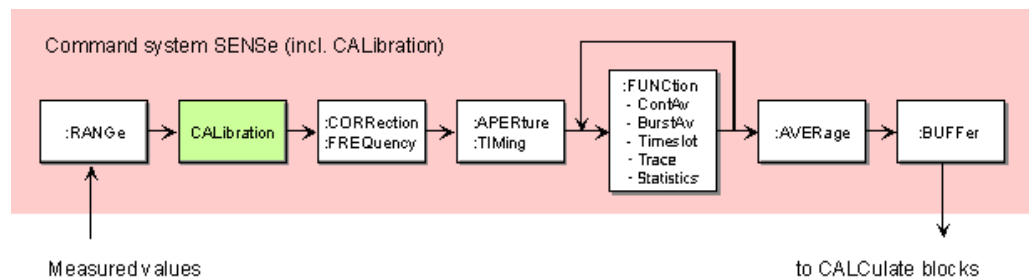 Command system SENSe (incl. CALibration)
:RANGe
CALibration
:CORRection
:FREQuency
:APERture
:TIMing
:FUNCtion
- ContAv
- BurstAv
- Timeslot
- Trace
- Statistics
:AVERage
:BUFFer
Measured values
to CALCulate blocks